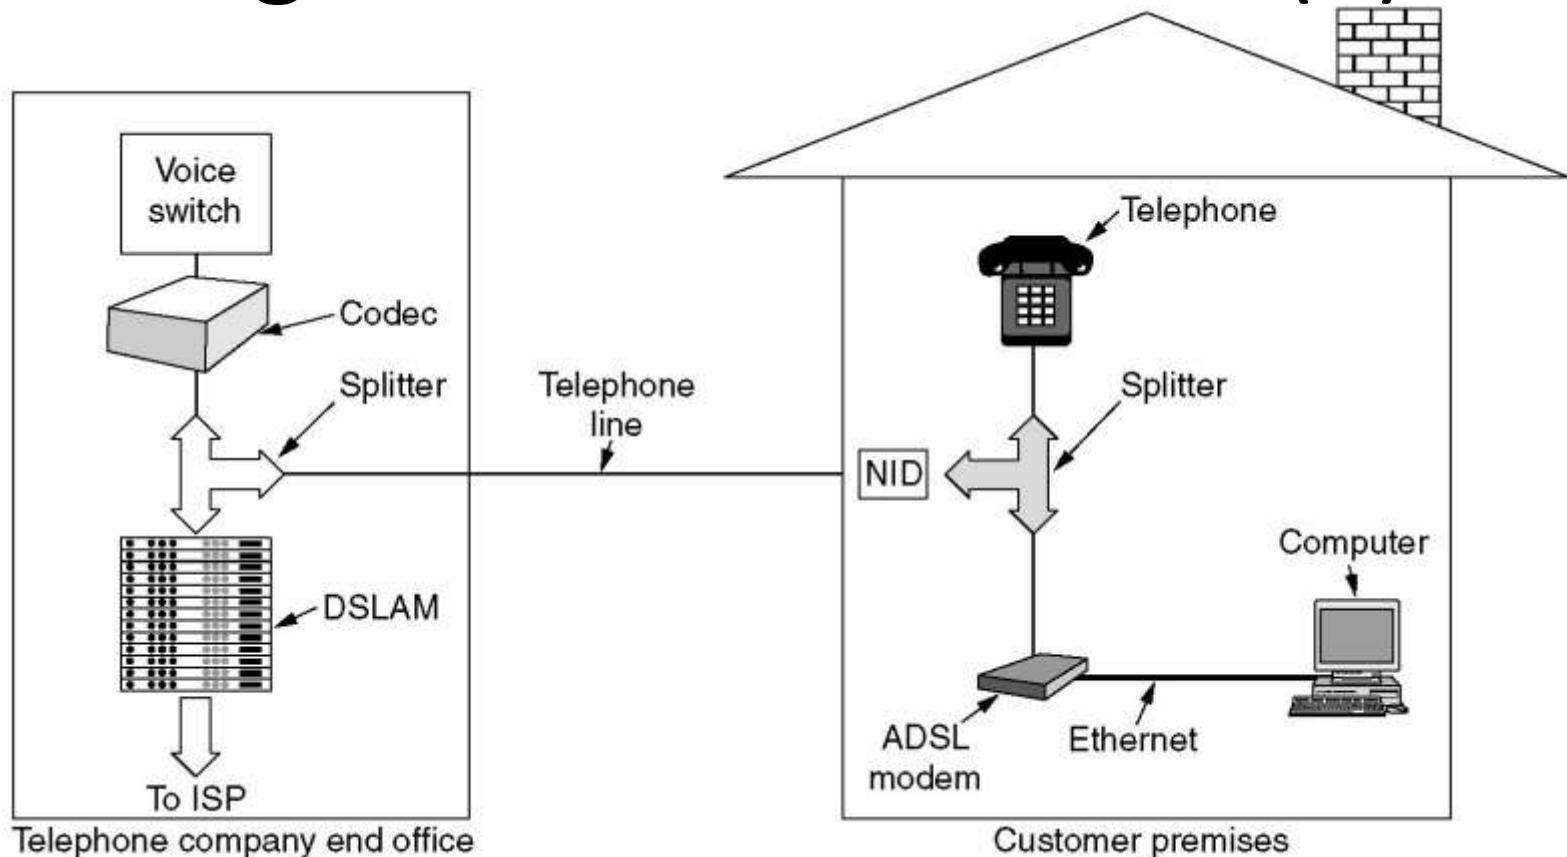 Voice
switch
Codec
Splitter
DSLAM
To ISP
Telephone company end office
Telephone
line
NID
Telephone
Splitter
Computer
ADSL
modem
Ethernet
Customer premises